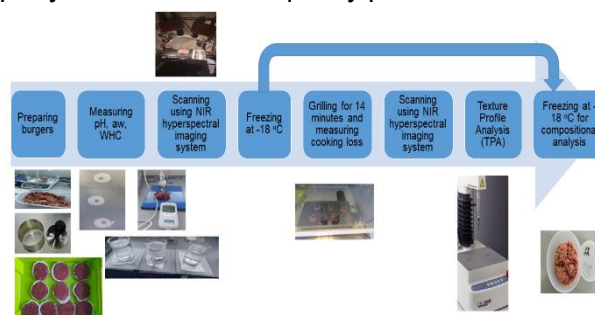 Preparing
burgers
Measuring
pH, aw,
WHC
Scanning
using NIR
hyperspectral
imaging
system
Freezing
at -18 °C
Grilling for 14
minutes and
measuring
cooking loss
Scanning
using NIR
hyperspectral
imaging
system
Texture
Profile
Analysis
(TPA)
Freezing at -
18 °C for
compositional
analysis